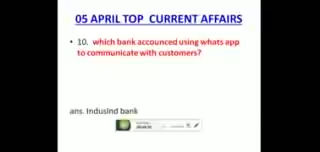 05 APRIL TOP CURRENT AFFAIRS
• 10. which bank accounced using whats app
to communicate with customers?
ans. IndusInd bank